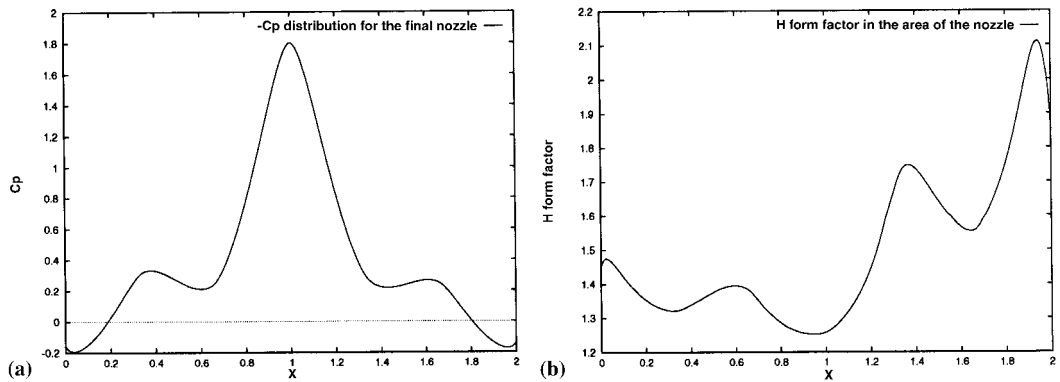 -Cp distribution for the final nozzle
2
1.8
1.6
1.4
1.2
1
0.8
0.6
0.4
0.2
0
-0.2
Cp
0 0.2 0.4 0.6 0.8 1 1.2 1.4 1.6 1.8 2
X
(a)
H form factor in the area of the nozzle
2.2
2.1
2
1.9
1.8
1.7
1.6
1.5
1.4
1.3
1.2
H form factor
0 0.2 0.4 0.6 0.8 1 1.2 1.4 1.6 1.8 2
X
(b)